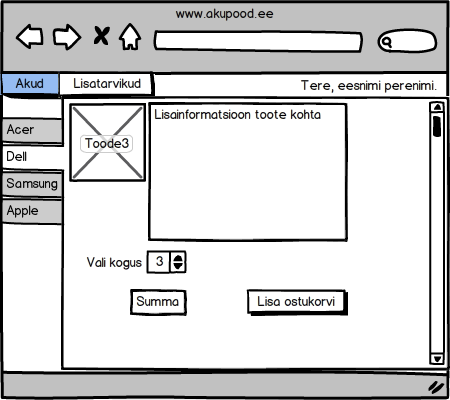 www.akupood.ee
Akud
Lisatarvikud
Tere, eesnimi perenimi.
Acer
Dell
Samsung
Apple
Toode3
Lisainformatsioon toote kohta
Vali kogus
3
Summa
Lisa ostukorvi